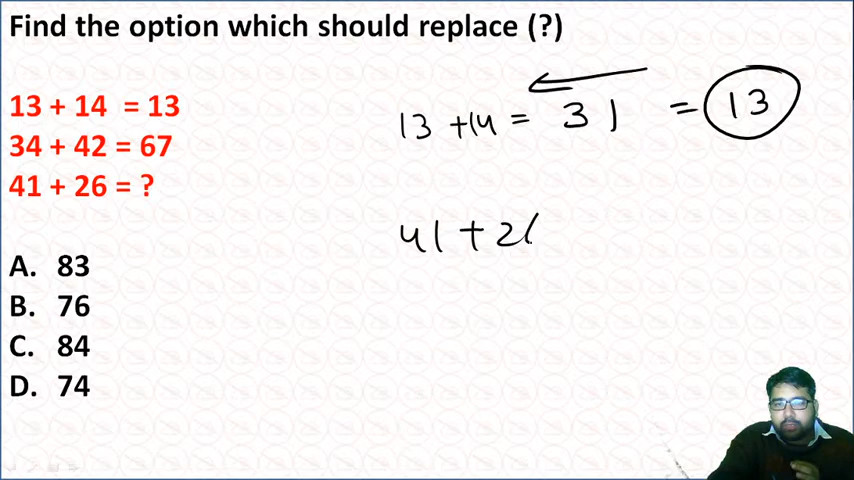 Find the option which should replace (?)
13 + 14 = 13
34 + 42 = 67
41 + 26 = ?
A. 83
B. 76
C. 84
D. 74
13 + 14 = 31 = 13
41 + 2